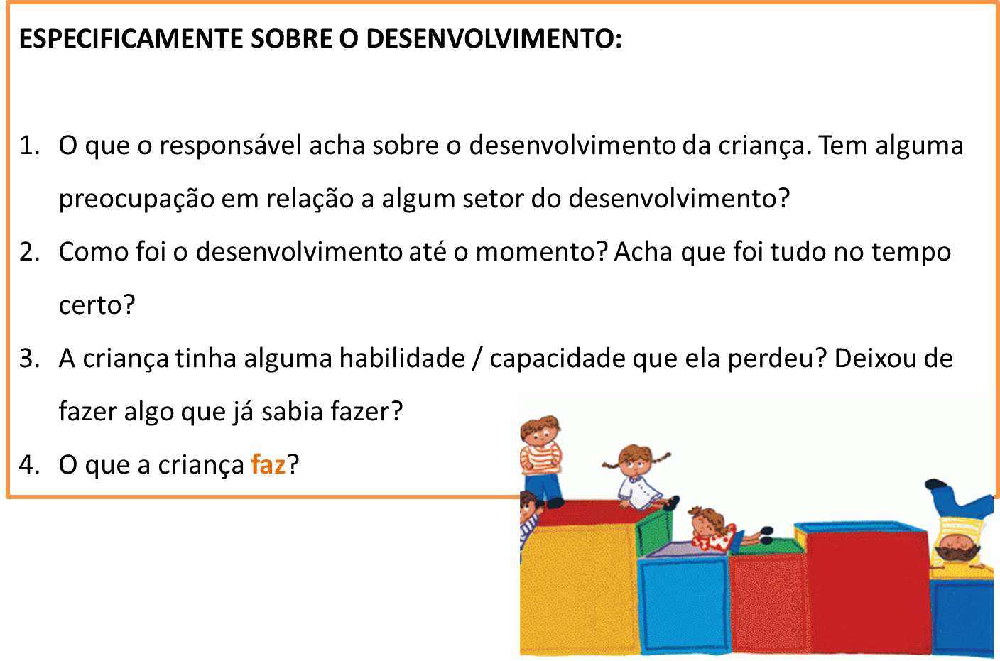 ESPECIFICAMENTE SOBRE O DESENVOLVIMENTO:
1. O que o responsável acha sobre o desenvolvimento da criança. Tem alguma
preocupação em relação a algum setor do desenvolvimento?
2. Como foi o desenvolvimento até o momento? Acha que foi tudo no tempo
certo?
3. A criança tinha alguma habilidade / capacidade que ela perdeu? Deixou de
fazer algo que já sabia fazer?
4. O que a criança faz?